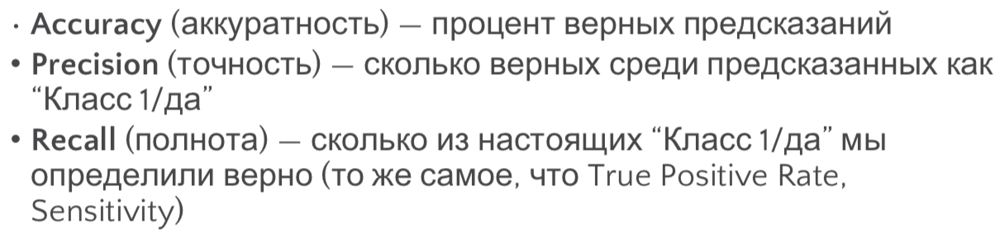 · Accuracy (аккуратность) — процент верных предсказаний
• Precision (точность) — сколько верных среди предсказанных как
“Класс 1/да”
• Recall (полнота) — сколько из настоящих “Класс 1/да” мы
определили верно (то же самое, что True Positive Rate,
Sensitivity)